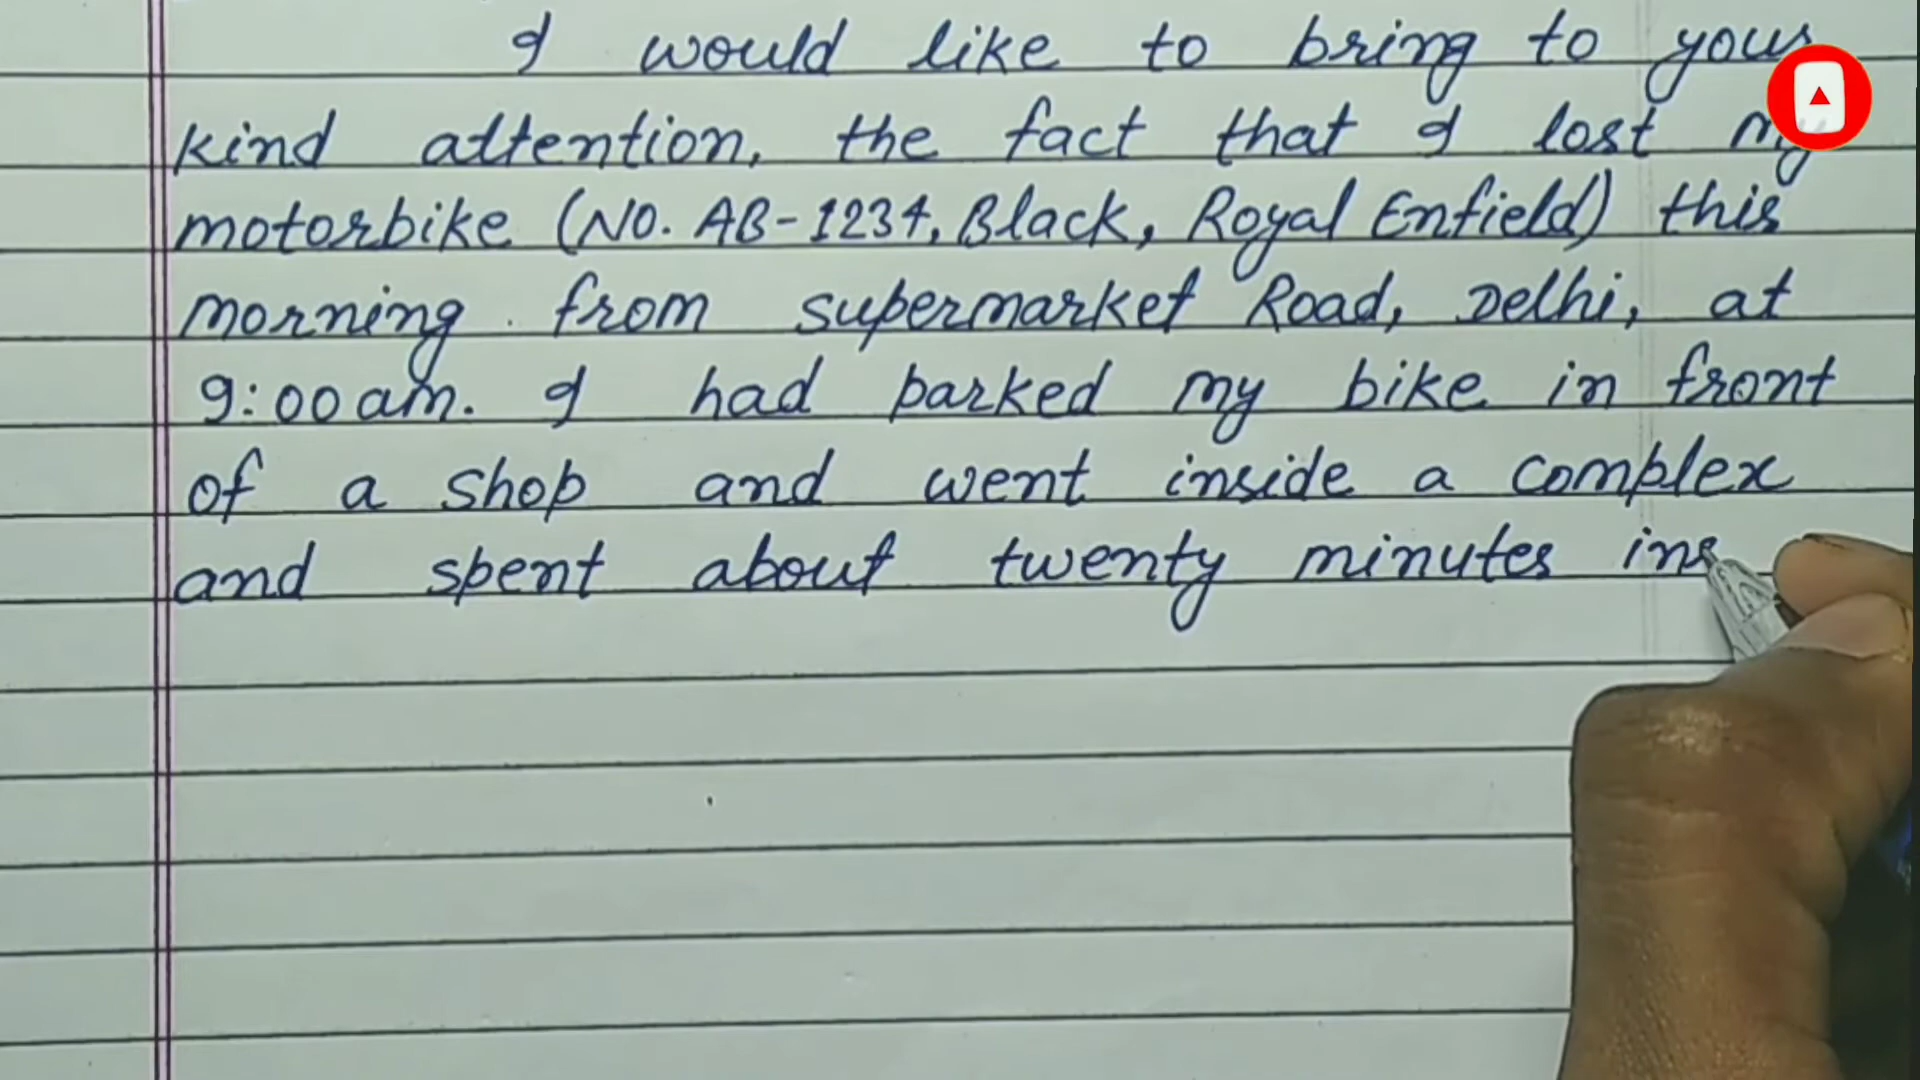 I would like to bring to your
kind attention, the fact that I lost my
motorbike (NO. AB-1234, Black, Royal Enfield) this
morning from supermarket Road, Delhi, at
9:00 am. I had parked my bike in front
of a shop and went inside a complex
and spent about twenty minutes ins